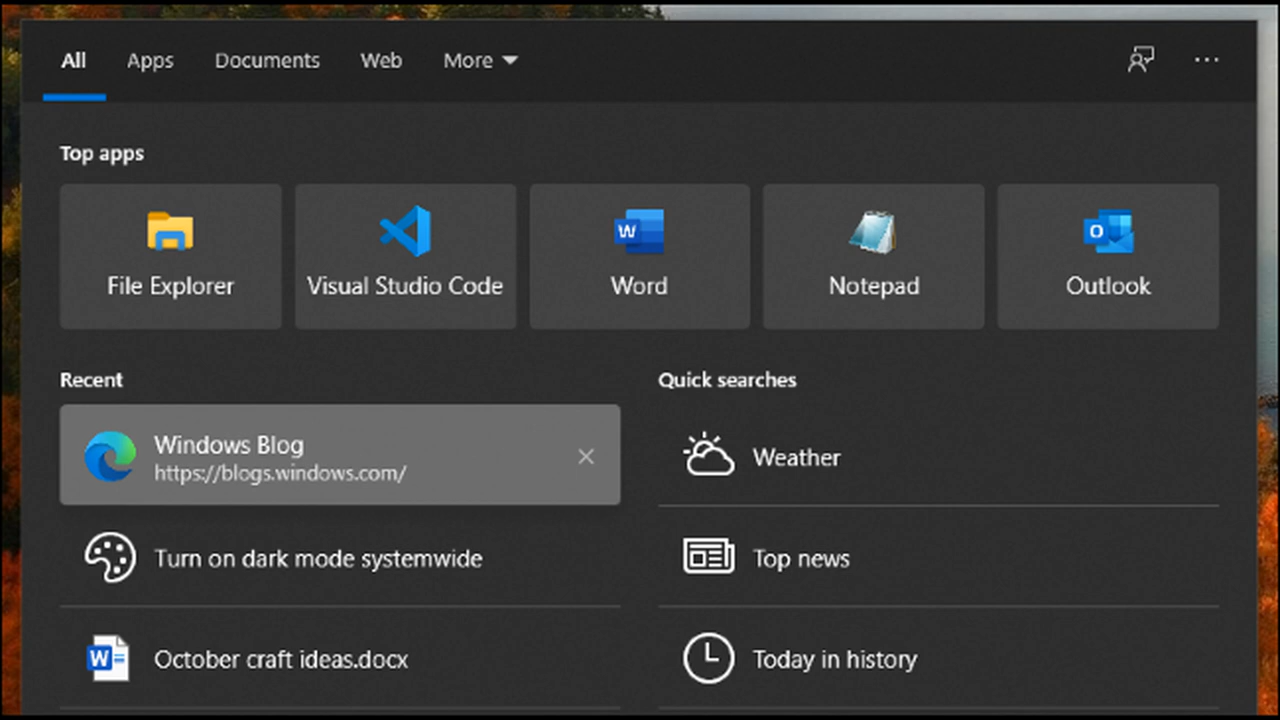 All Apps Documents Web More
Top apps
File Explorer Visual Studio Code Word Notepad Outlook
Recent
Windows Blog
https://blogs.windows.com/
Turn on dark mode systemwide
October craft ideas.docx
Quick searches
Weather
Top news
Today in history